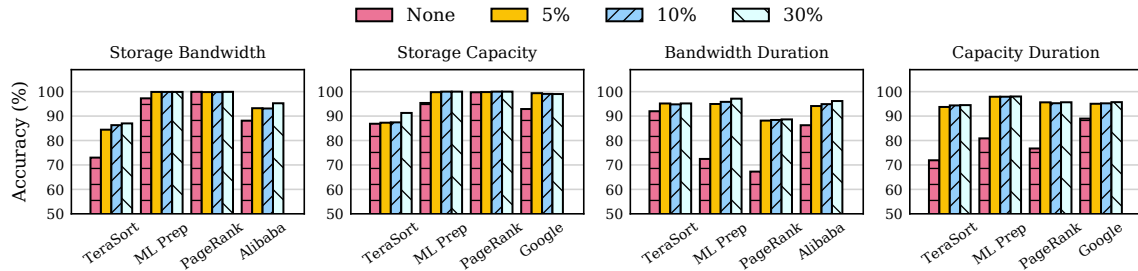 None 5% 10% 30%
Storage Bandwidth Storage Capacity Bandwidth Duration Capacity Duration
Accuracy (%)
100 100 100 100
90 90 90 90
80 80 80 80
70 70 70 70
60 60 60 60
50 50 50 50
TeraSort ML Prep PageRank Alibaba TeraSort ML Prep PageRank Google TeraSort ML Prep PageRank Alibaba TeraSort ML Prep PageRank Google